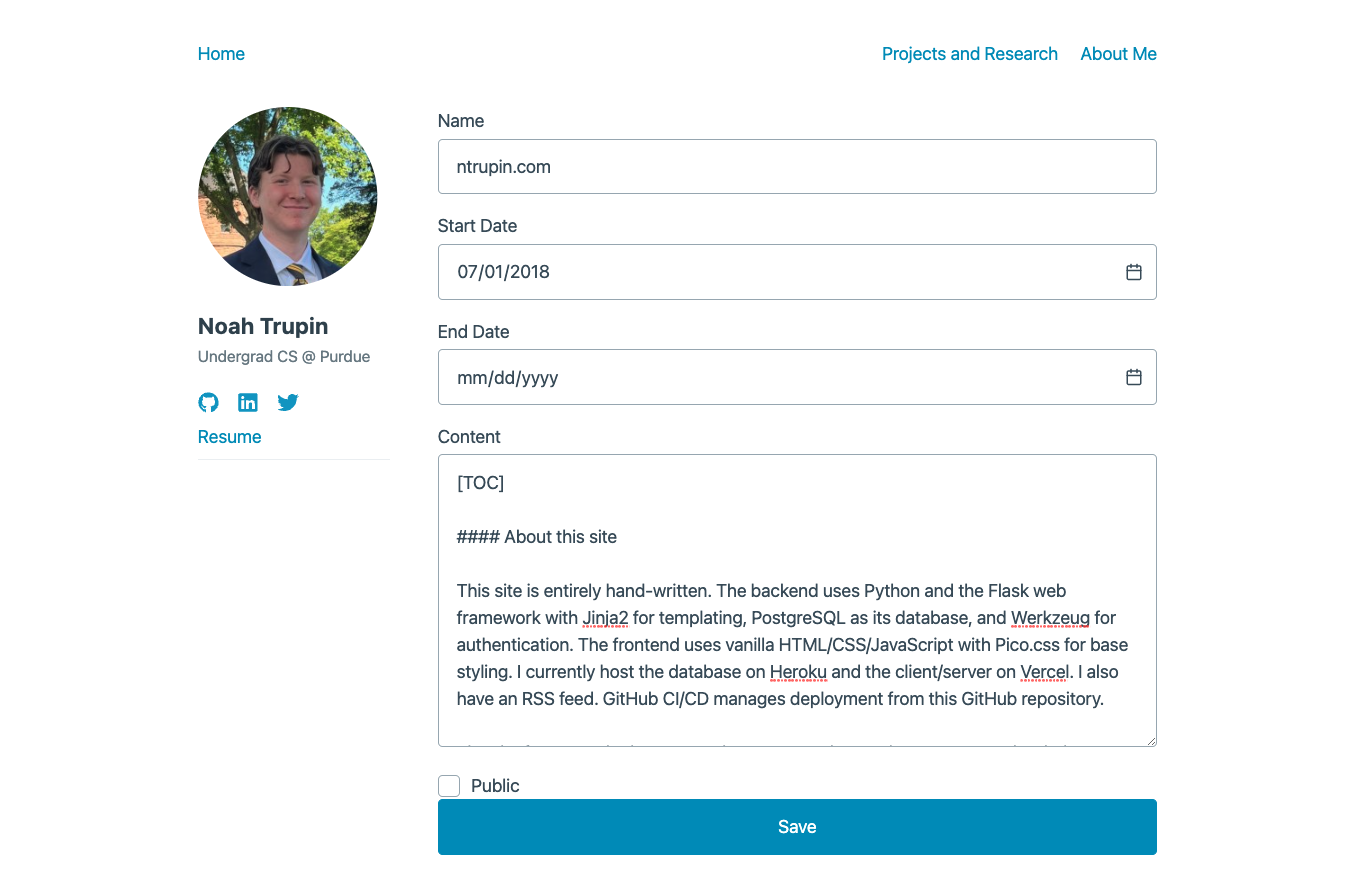 Home
Projects and Research
About Me
Noah Trupin
Undergrad CS @ Purdue
Resume
Name
ntrupin.com
Start Date
07/01/2018
End Date
mm/dd/yyyy
Content
[TOC]
#### About this site
This site is entirely hand-written. The backend uses Python and the Flask web
framework with Jinja2 for templating, PostgreSQL as its database, and Werkzeug for
authentication. The frontend uses vanilla HTML/CSS/JavaScript with Pico.css for base
styling. I currently host the database on Heroku and the client/server on Vercel. I also
have an RSS feed. GitHub CI/CD manages deployment from this GitHub repository.
Public
Save